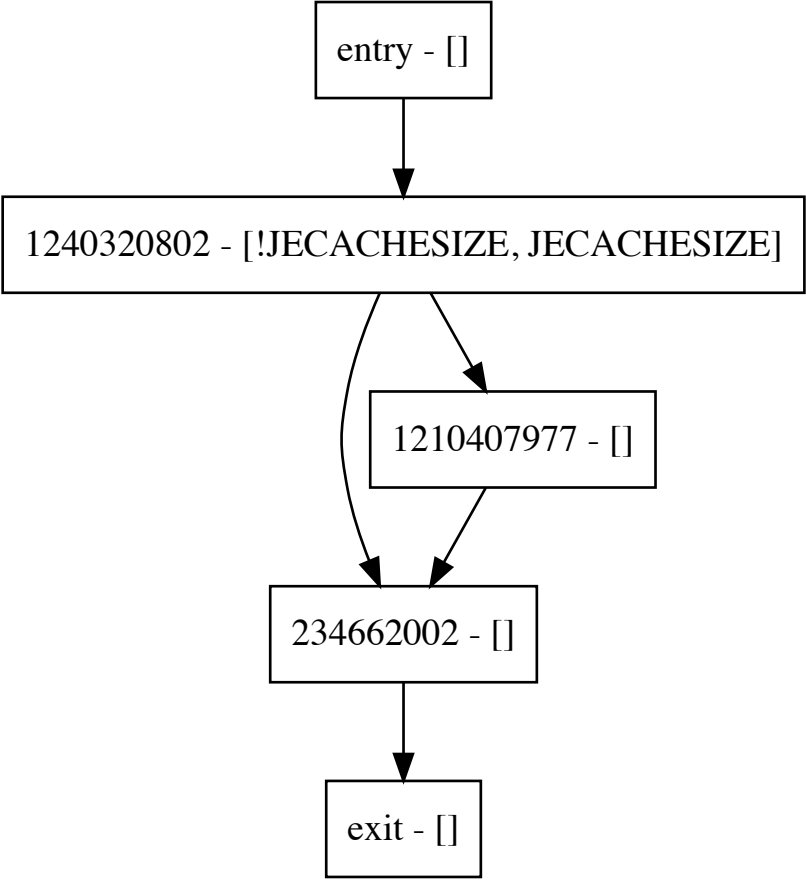 entry - []
1240320802 - [!JECACHESIZE, JECACHESIZE]
1210407977 - []
234662002 - []
exit - []